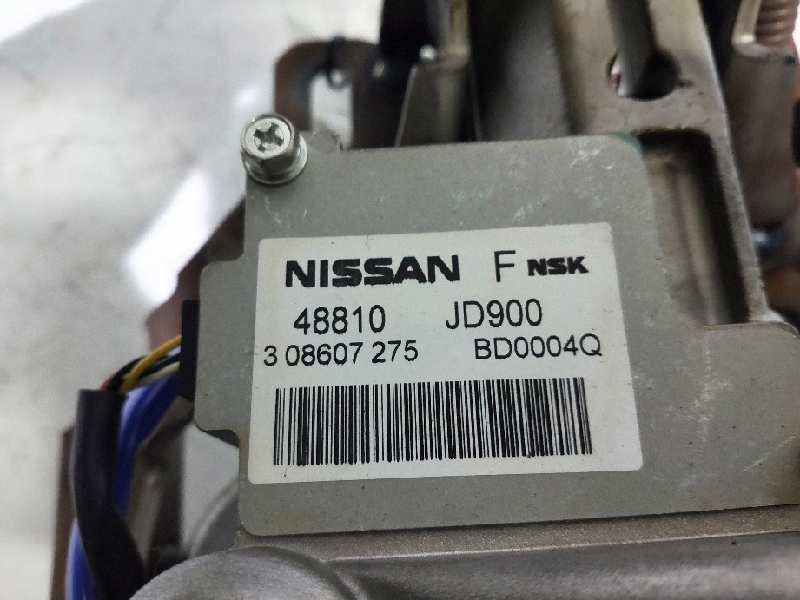 NISSAN F NSK
48810 JD900
3 08607 275 BD0004Q